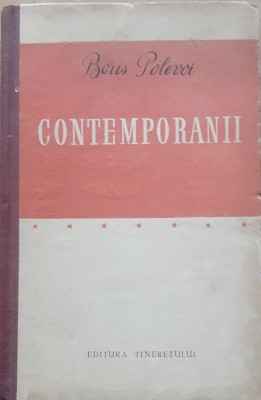 Boris Polevoi
CONTEMPORANII
EDITURA TINERETULUI